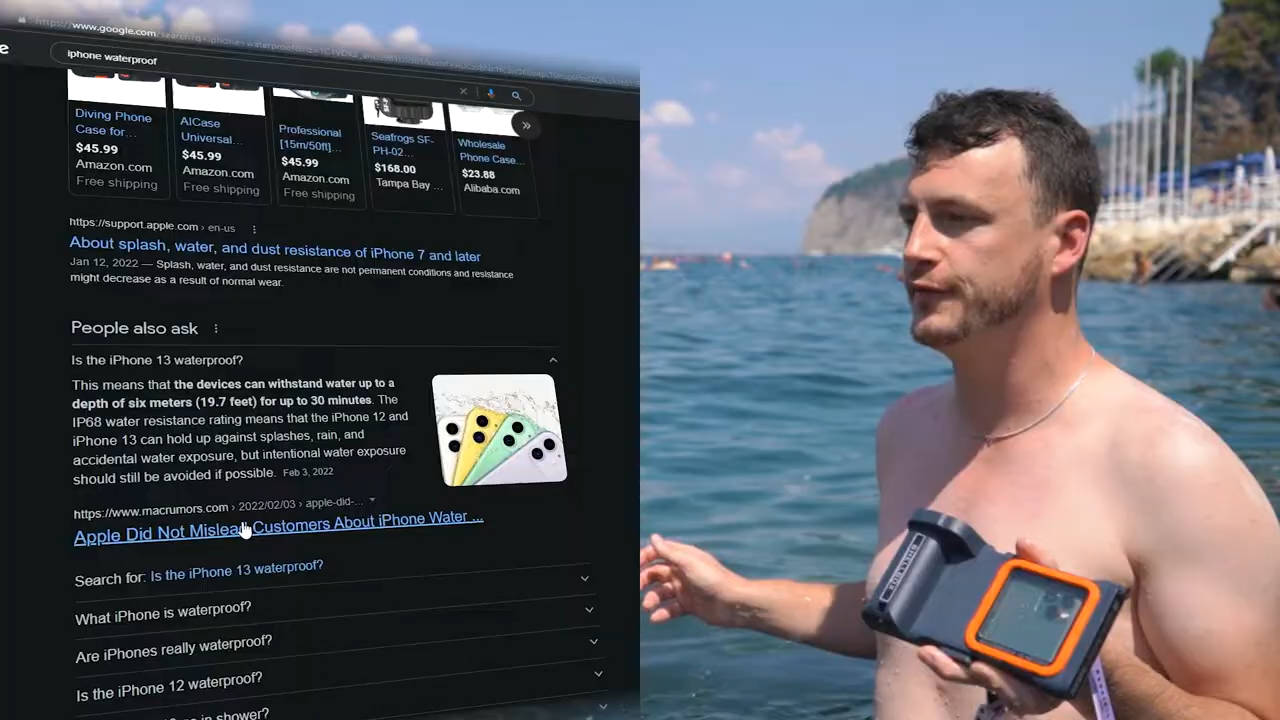 https://www.google.com/search?q=iphone+waterproof
iphone waterproof
Diving Phone
Case for...
$45.99
Amazon.com
Free shipping
AICase
Universal...
$45.99
Amazon.com
Free shipping
Professional
[15m/50ft]...
$45.99
Amazon.com
Free shipping
Seafrogs SF-
PH-02...
$168.00
Tampa Bay ...
Wholesale
Phone Case...
$23.88
Alibaba.com
https://support.apple.com › en-us
About splash, water, and dust resistance of iPhone 7 and later
Jan 12, 2022 — Splash, water, and dust resistance are not permanent conditions and resistance
might decrease as a result of normal wear.
People also ask
Is the iPhone 13 waterproof?
This means that the devices can withstand water up to a
depth of six meters (19.7 feet) for up to 30 minutes. The
IP68 water resistance rating means that the iPhone 12 and
iPhone 13 can hold up against splashes, rain, and
accidental water exposure, but intentional water exposure
should still be avoided if possible. Feb 3, 2022
https://www.macrumors.com › 2022/02/03 › apple-did-...
Apple Did Not Mislead Customers About iPhone Water ...
Search for: Is the iPhone 13 waterproof?
What iPhone is waterproof?
Are iPhones really waterproof?
Is the iPhone 12 waterproof?
in shower?